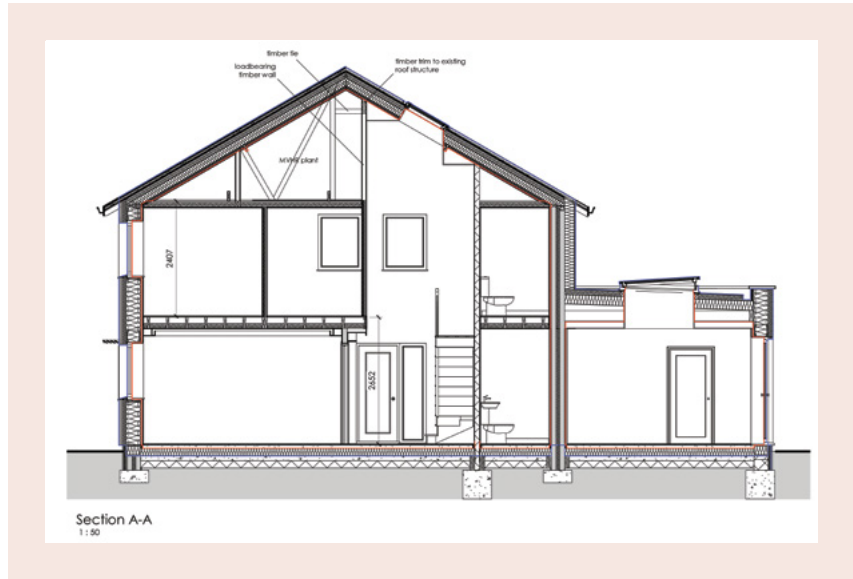 timber tie
loadbearing
timber wall
timber trim to existing
roof structure
MVHR plant
2407
2652
Section A-A
1 : 50